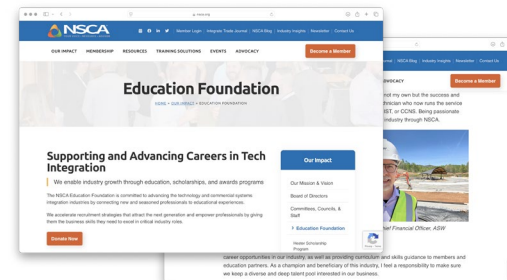 nsca.org
NSCA
Member Login | Integrate Trade Journal | NSCA Blog | Industry Insights | Newsletter | Contact Us
OUR IMPACT MEMBERSHIP RESOURCES TRAINING SOLUTIONS EVENTS ADVOCACY
Become a Member
Education Foundation
HOME > OUR IMPACT > EDUCATION FOUNDATION
Supporting and Advancing Careers in Tech
Integration
We enable industry growth through education, scholarships, and awards programs
The NSCA Education Foundation is committed to advancing the technology and commercial systems
integration industries by connecting new and seasoned professionals to educational experiences.
We accelerate recruitment strategies that attract the next generation and empower professionals by giving
them the business skills they need to excel in critical industry roles.
Donate Now
Our Impact
Our Mission & Vision
Board of Directors
Committees, Councils, &
Staff
Education Foundation
Scholarship
Program
Journal | NSCA Blog | Industry Insights | Newsletter | Contact Us
ADVOCACY
Become a Member
not my own but the success and
technician who now runs the service
IST, or CCNS. Being passionate
industry through NSCA.
Chief Financial Officer, ASW
career opportunities in our industry, as well as providing curriculum and skills guidance to members and
education partners. As a champion and beneficiary of this industry, I feel a responsibility to make sure
we keep a diverse and deep talent pool interested in our business.